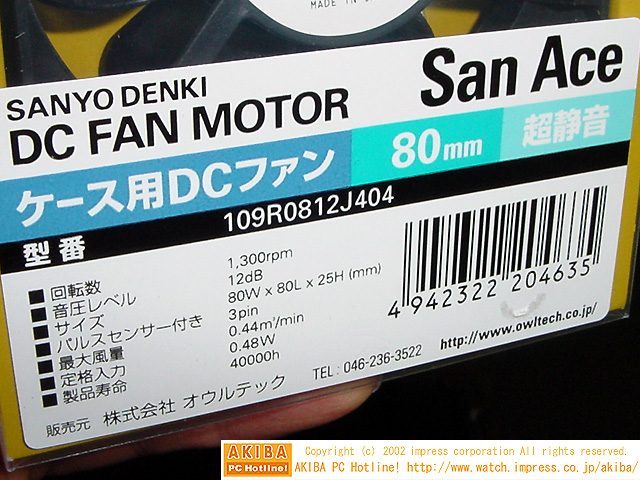 MADE IN
SANYO DENKI
San Ace
DC FAN MOTOR
ケース用DCファン 80mm 超静音
型番 109R0812J404
■ 回転数 1,300rpm
■ 音圧レベル 12dB
■ サイズ 80W x 80L x 25H (mm)
■ パルスセンサー付き 3pin
■ 最大風量 0.44m³/min
■ 定格入力 0.48W
■ 製品寿命 40000h
4 942322 204635
http://www.owltech.co.jp/
販売元 株式会社 オウルテック TEL : 046-236-3522
AKIBA PC Hotline!
Copyright (c) 2002 impress corporation All rights reserved.
AKIBA PC Hotline! http://www.watch.impress.co.jp/akiba/